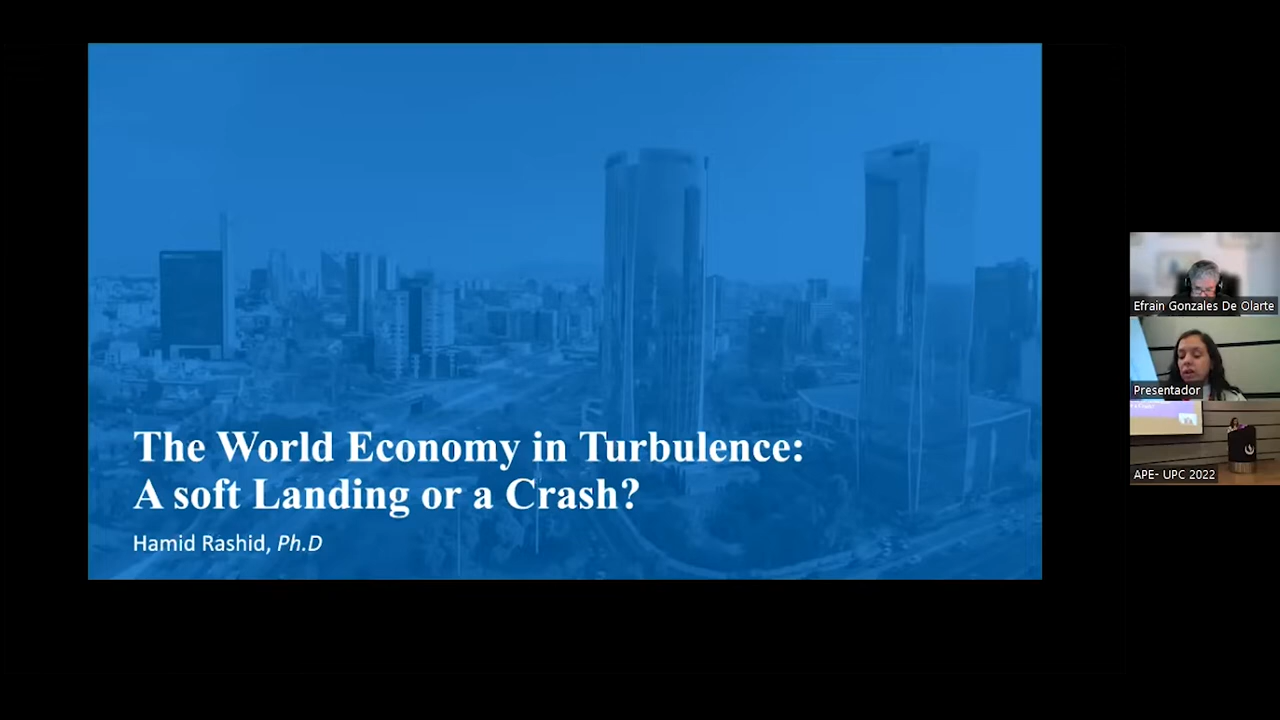 The World Economy in Turbulence:
A soft Landing or a Crash?
Hamid Rashid, Ph.D
Efrain Gonzales De Olarte
Presentador
APE- UPC 2022